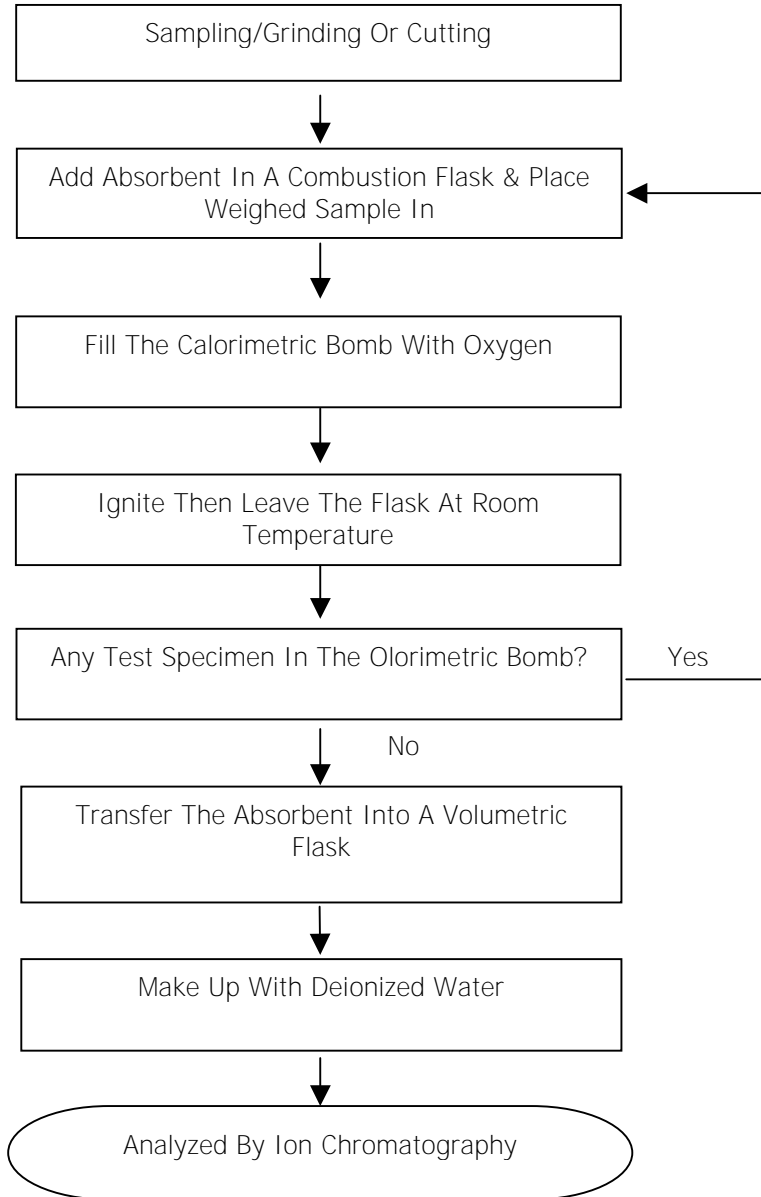 Sampling/Grinding Or Cutting
Add Absorbent In A Combustion Flask & Place
Weighed Sample In
Fill The Calorimetric Bomb With Oxygen
Ignite Then Leave The Flask At Room
Temperature
Any Test Specimen In The Olorimetric Bomb?
Yes
No
Transfer The Absorbent Into A Volumetric
Flask
Make Up With Deionized Water
Analyzed By Ion Chromatography